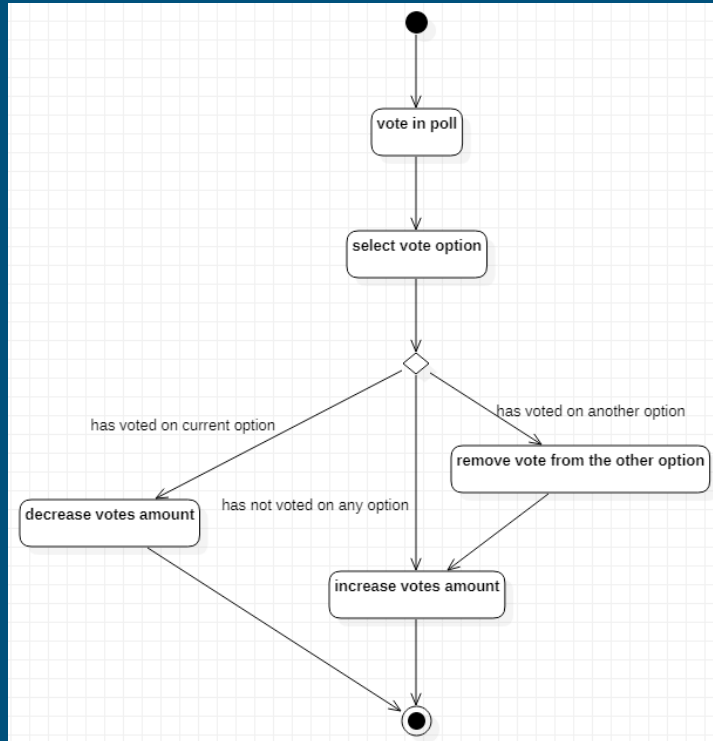 vote in poll
select vote option
has voted on another option
has voted on current option
remove vote from the other option
has not voted on any option
decrease votes amount
increase votes amount